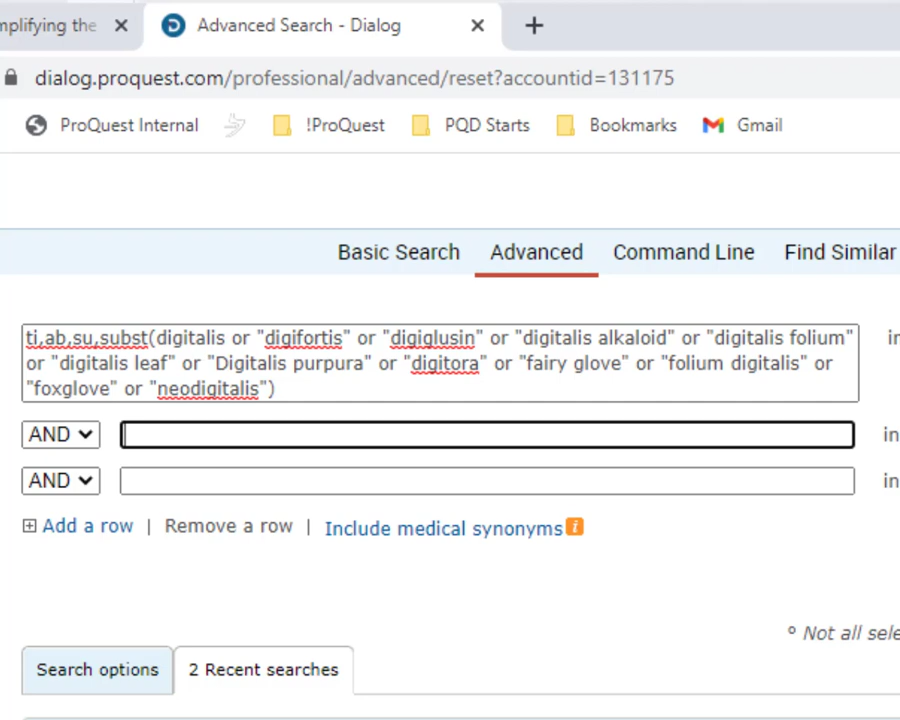 mplifying the
Advanced Search - Dialog
dialog.proquest.com/professional/advanced/reset?accountid=131175
ProQuest Internal !ProQuest PQD Starts Bookmarks Gmail
Basic Search Advanced Command Line Find Similar
ti,ab,su,subst(digitalis or "digifortis" or "digiglusin" or "digitalis alkaloid" or "digitalis folium" in
or "digitalis leaf" or "Digitalis purpura" or "digitora" or "fairy glove" or "folium digitalis" or
"foxglove" or "neodigitalis")
AND in
AND in
Add a row | Remove a row | Include medical synonyms i
° Not all sele
Search options 2 Recent searches